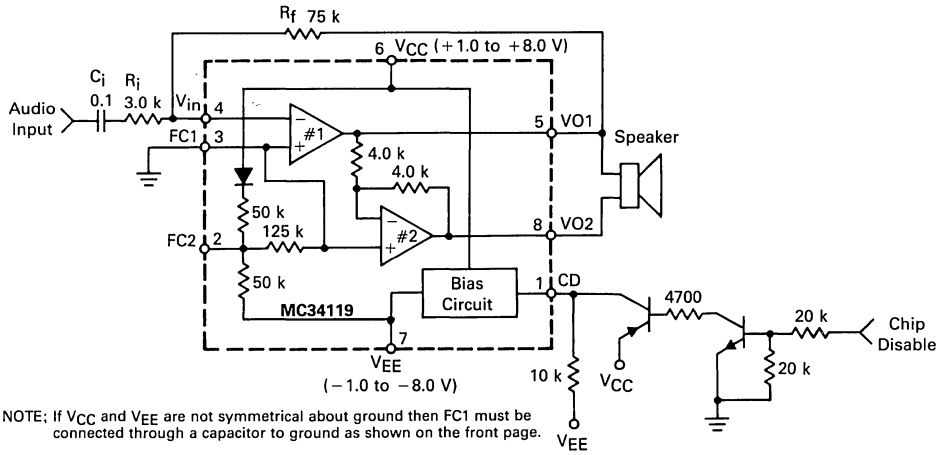 Rf 75 k
6 VCC (+1.0 to +8.0 V)
Ci
0.1
Ri
3.0 k
Audio
Input
Vin
4
FC1
3
−
+
#1
5
VO1
Speaker
4.0 k
4.0 k
50 k
125 k
FC2
2
−
+
#2
8
VO2
50 k
MC34119
Bias
Circuit
1
CD
4700
20 k
Chip
Disable
7
VEE
(−1.0 to −8.0 V)
10 k
VCC
20 k
VEE
NOTE; If VCC and VEE are not symmetrical about ground then FC1 must be
connected through a capacitor to ground as shown on the front page.